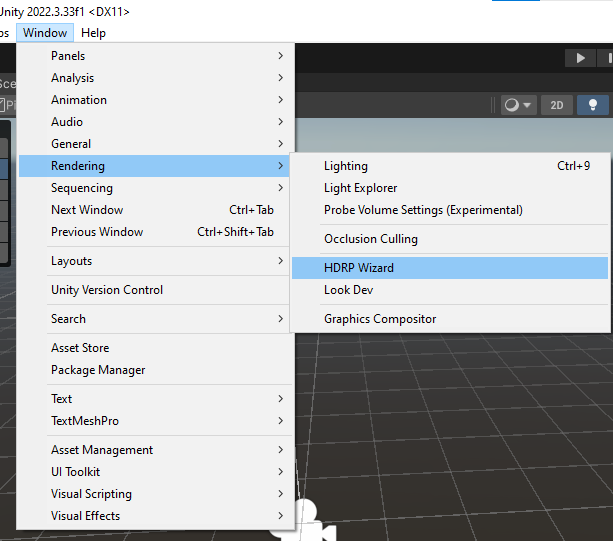 Unity 2022.3.33f1 <DX11>
Window Help
Panels
Analysis
Animation
Audio
General
Rendering
Sequencing
Next Window Ctrl+Tab
Previous Window Ctrl+Shift+Tab
Layouts
Unity Version Control
Search
Asset Store
Package Manager
Text
TextMeshPro
Asset Management
UI Toolkit
Visual Scripting
Visual Effects
2D
Lighting Ctrl+9
Light Explorer
Probe Volume Settings (Experimental)
Occlusion Culling
HDRP Wizard
Look Dev
Graphics Compositor